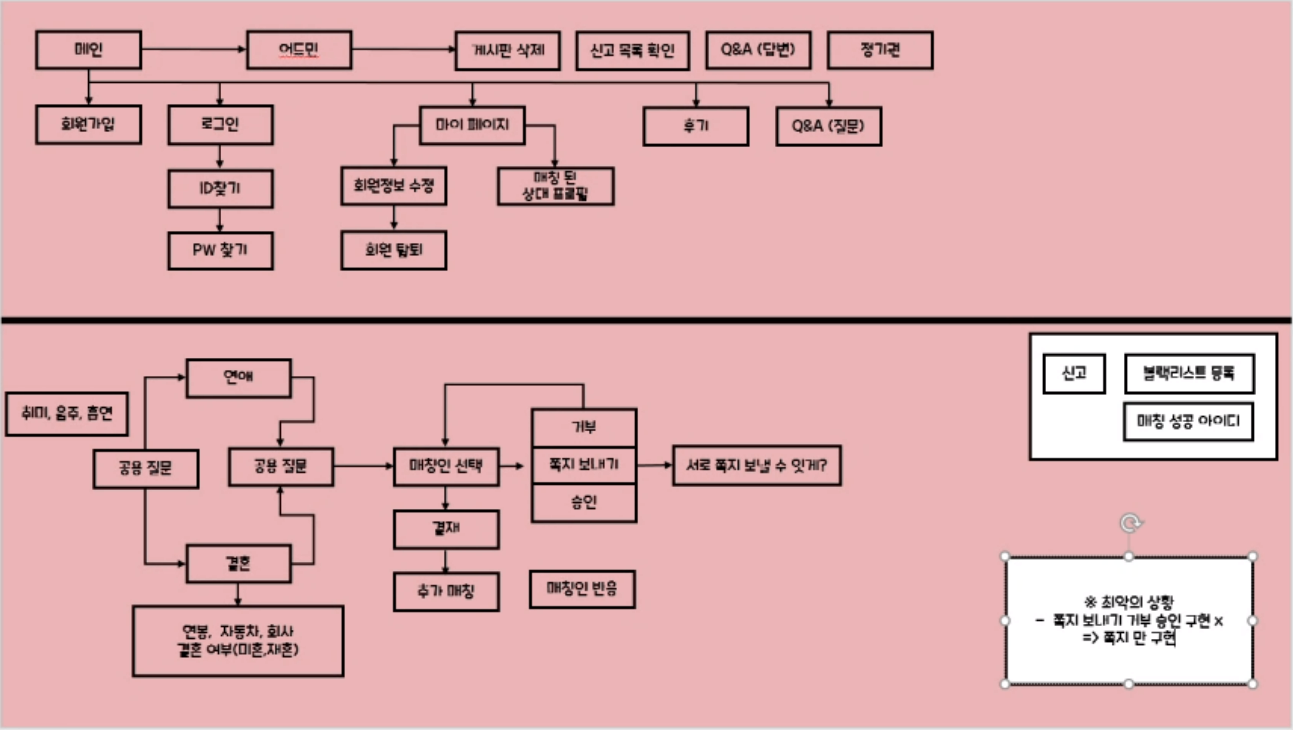 메인
어드민
게시판 삭제
신고 목록 확인
Q&A (답변)
정기권
회원가입
로그인
마이 페이지
후기
Q&A (질문)
ID찾기
회원정보 수정
매칭 된
상대 프로필
PW 찾기
회원 탈퇴
연애
신고
블랙리스트 등록
취미, 음주, 흡연
매칭 성공 아이디
거부
공용 질문
공용 질문
매칭인 선택
쪽지 보내기
서로 쪽지 보낼 수 잇게?
승인
결재
결혼
추가 매칭
매칭인 반응
연봉, 자동차, 회사
결혼 여부(미혼,재혼)
※ 최악의 상황
- 쪽지 보내기 거부 승인 구현 x
=> 쪽지 만 구현